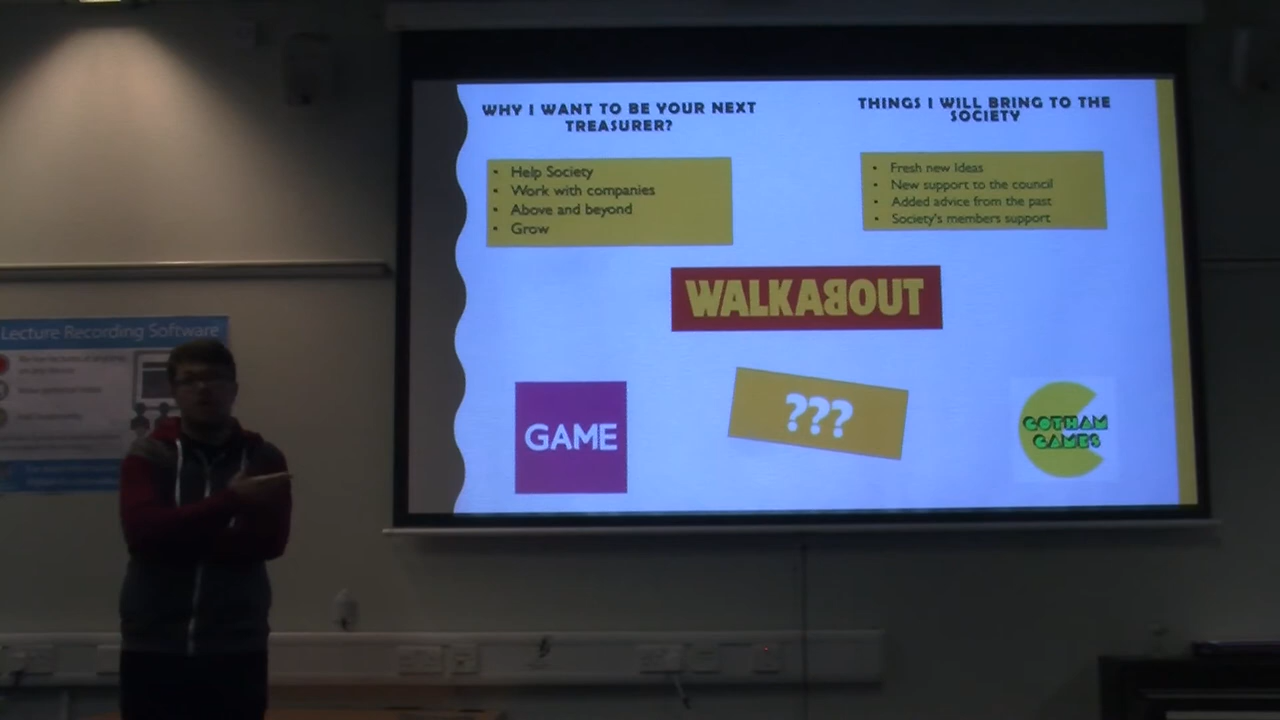 WHY I WANT TO BE YOUR NEXT
TREASURER?
• Help Society
• Work with companies
• Above and beyond
• Grow
THINGS I WILL BRING TO THE
SOCIETY
• Fresh new Ideas
• New support to the council
• Added advice from the past
• Society's members support
WALKABOUT
GAME
???
GOTHAM
GAMES
Lecture Recording Software